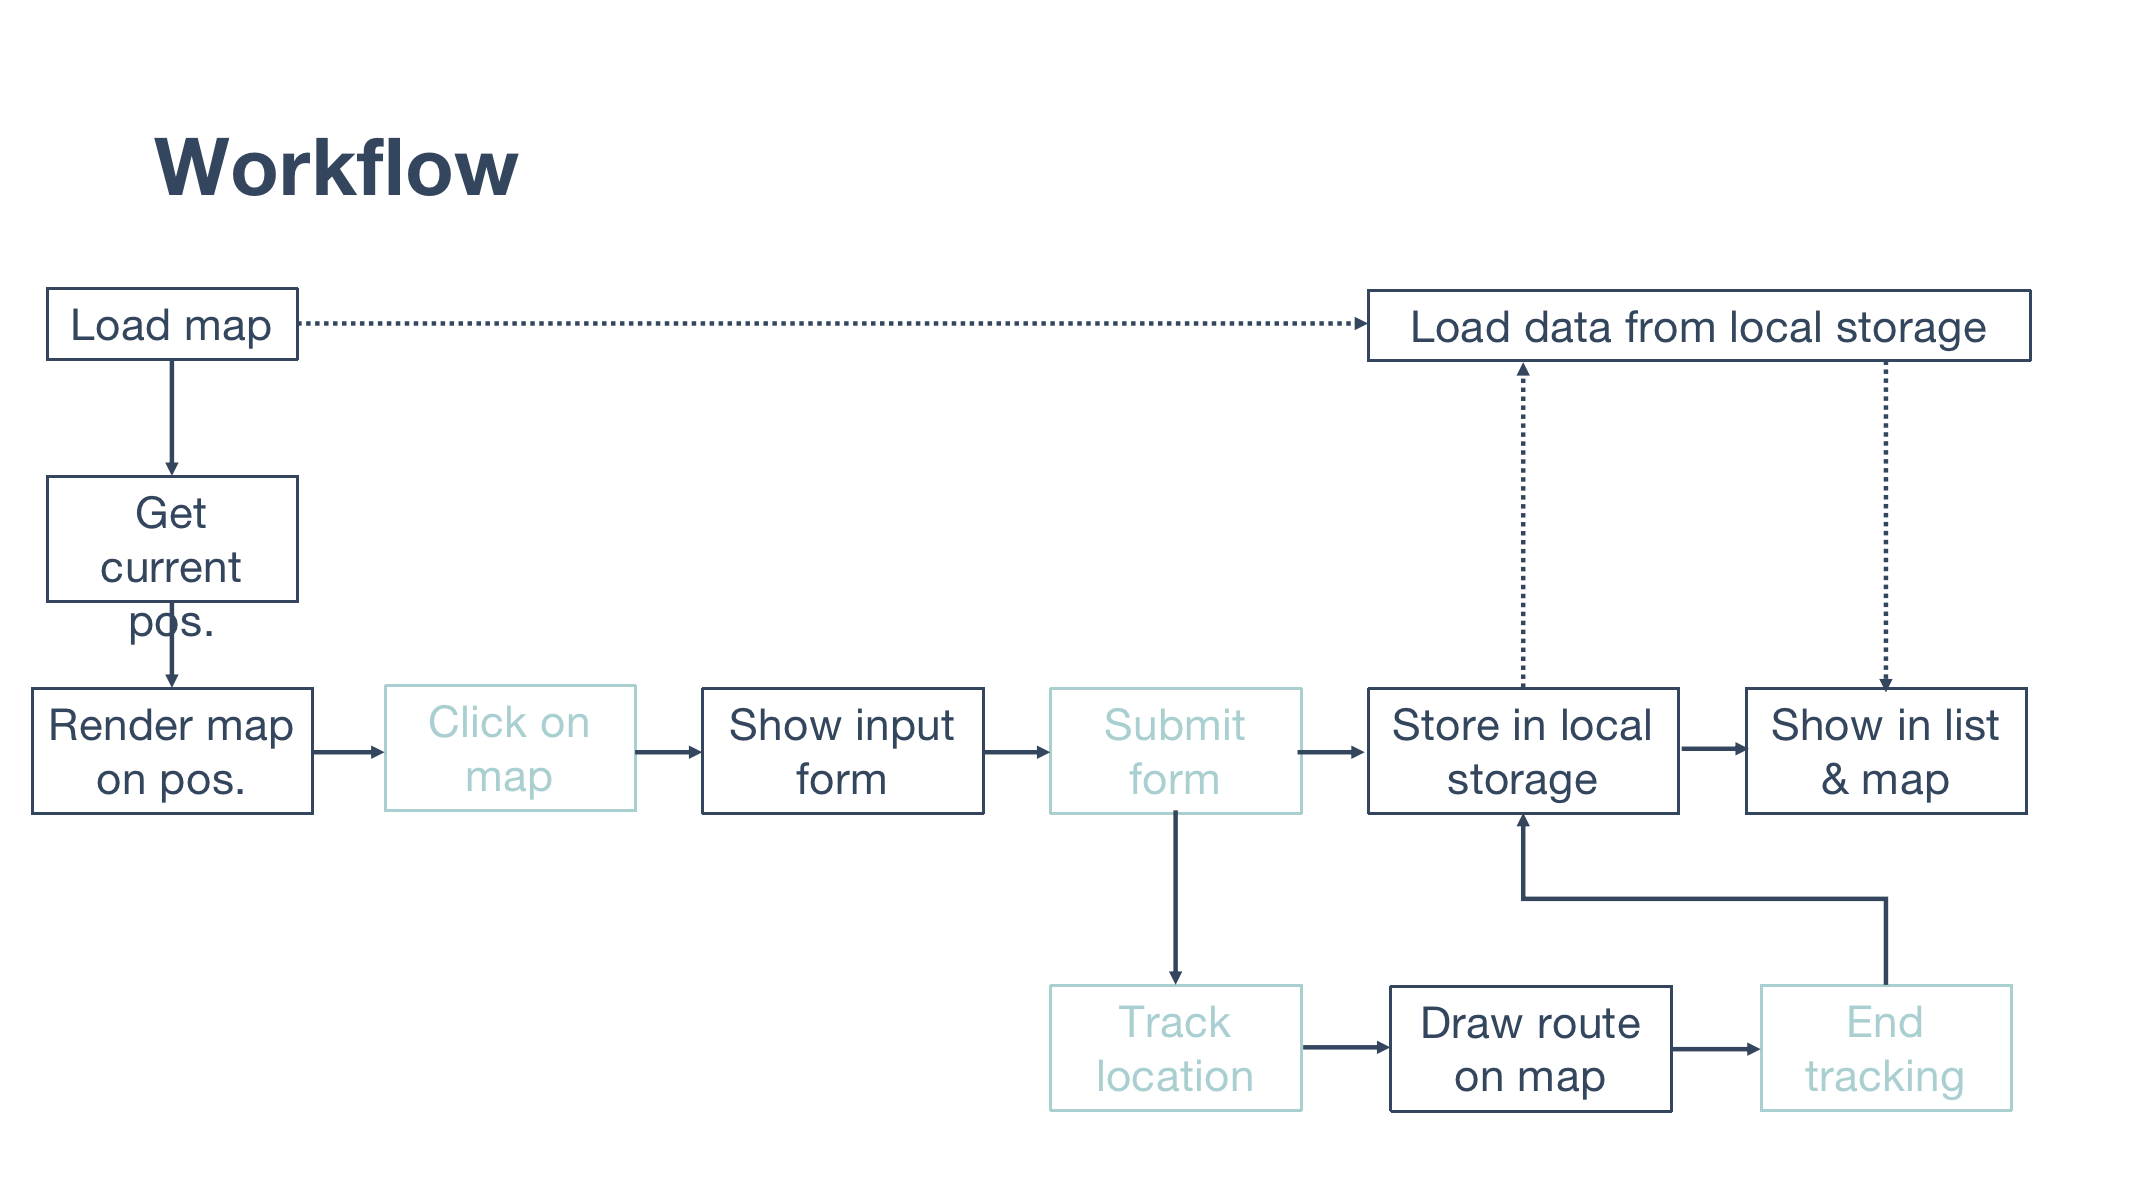 Workflow
Load map
Load data from local storage
Get
current
pos.
Render map
on pos.
Click on
map
Show input
form
Submit
form
Store in local
storage
Show in list
& map
Track
location
Draw route
on map
End
tracking